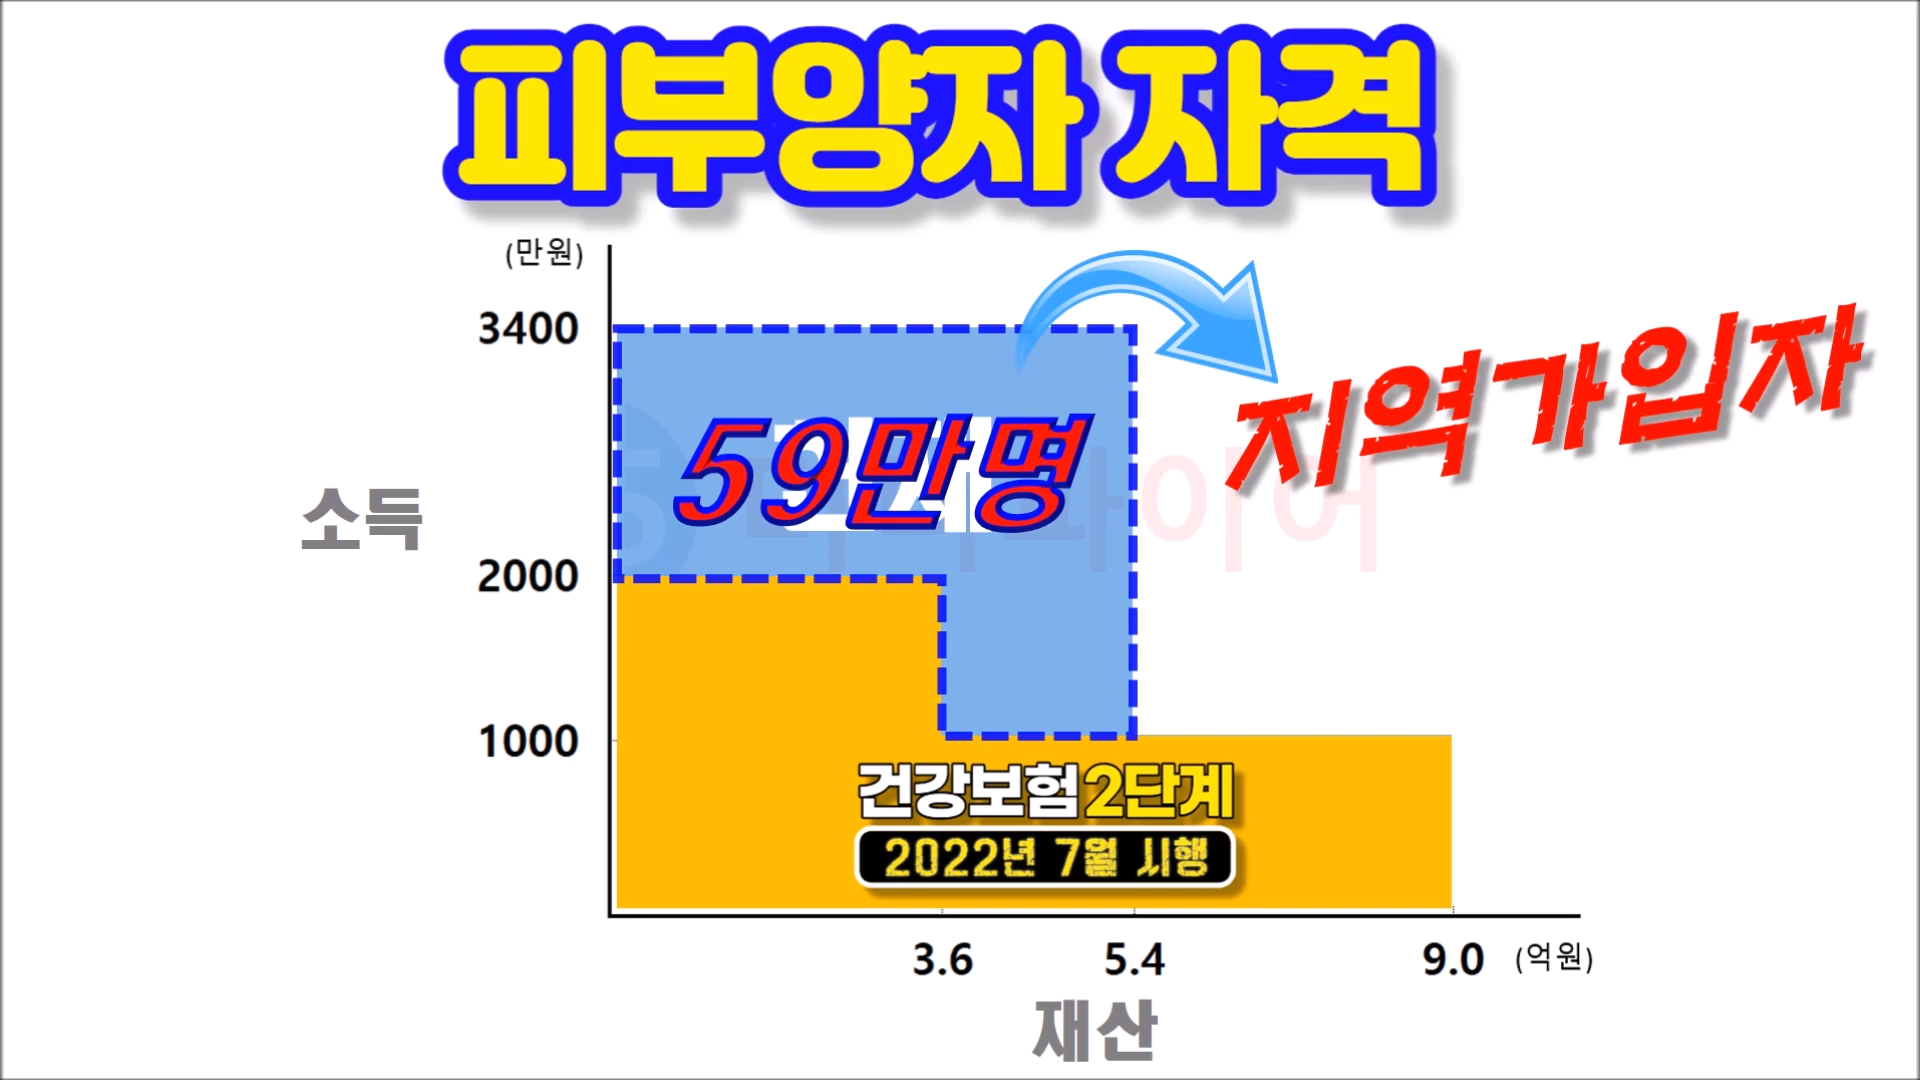 피부양자 자격
(만원)
3400
지역가입자
59만명
소득
2000
1000
건강보험2단계
2022년 7월 시행
3.6 5.4 9.0 (억원)
재산